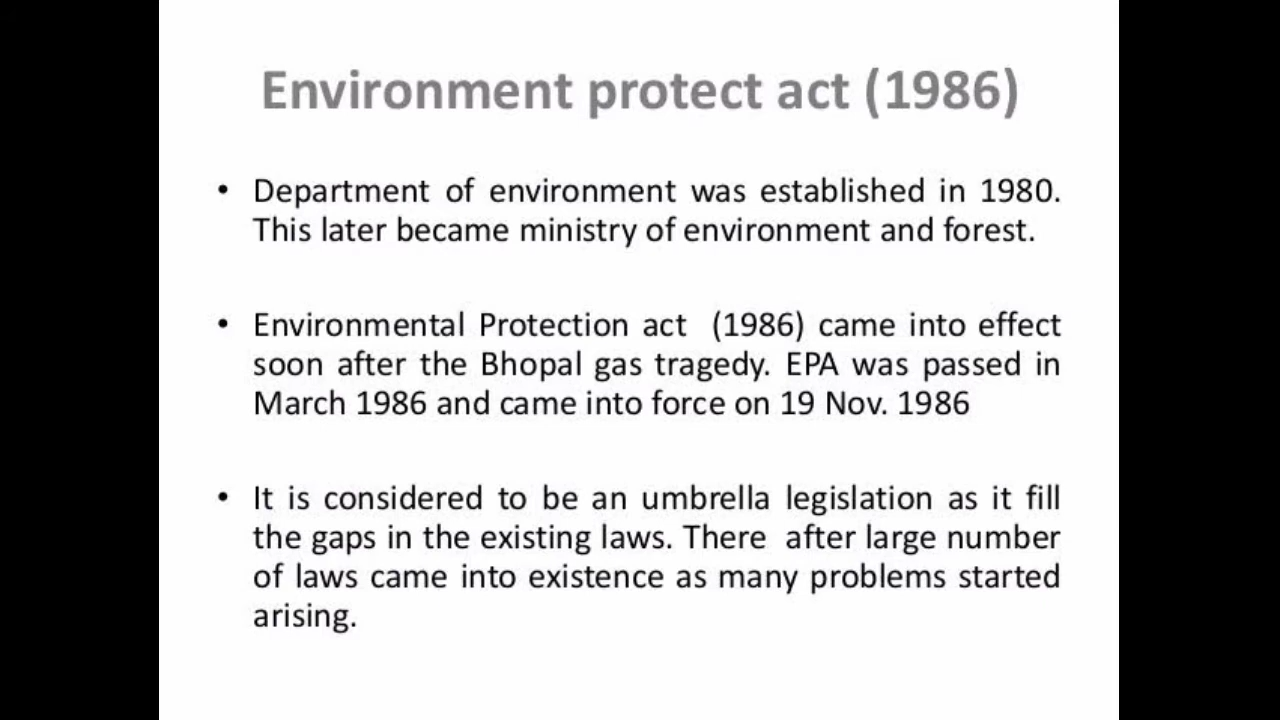 Environment protect act (1986)
• Department of environment was established in 1980.
This later became ministry of environment and forest.
• Environmental Protection act (1986) came into effect
soon after the Bhopal gas tragedy. EPA was passed in
March 1986 and came into force on 19 Nov. 1986
• It is considered to be an umbrella legislation as it fill
the gaps in the existing laws. There after large number
of laws came into existence as many problems started
arising.